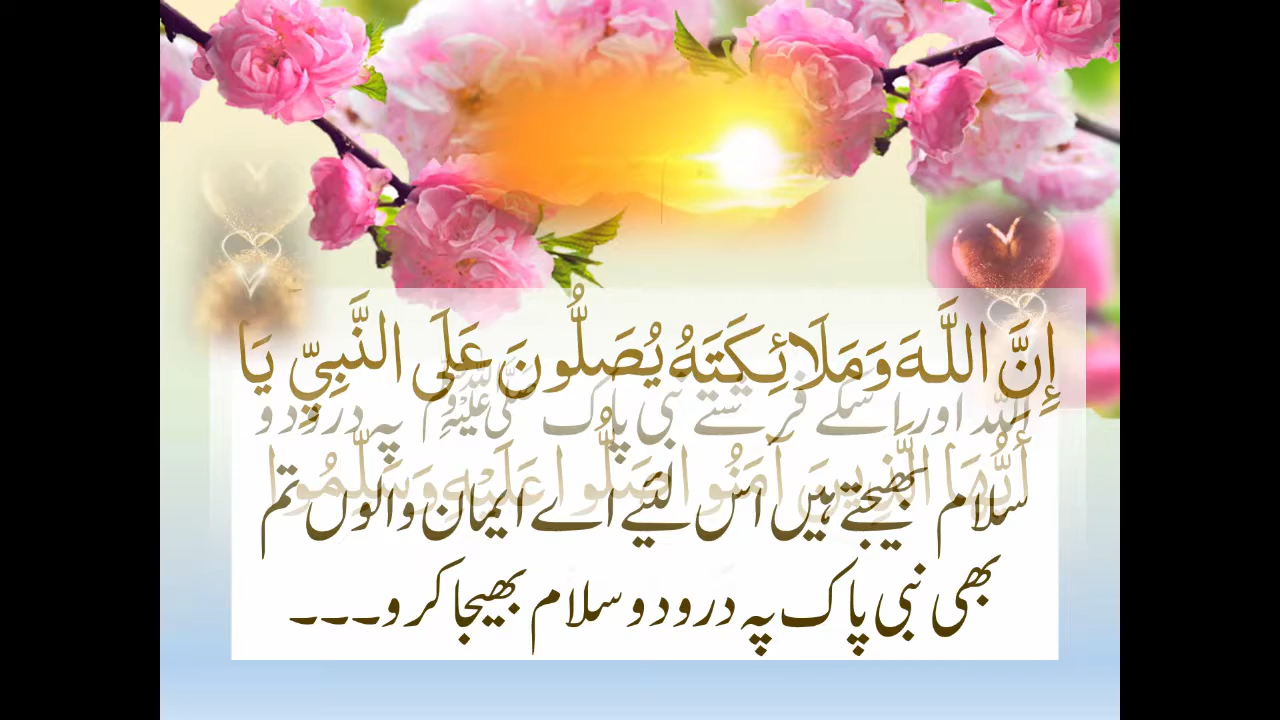 إِنَّ اللَّهَ وَمَلَائِكَتَهُ يُصَلُّونَ عَلَى النَّبِيِّ يَا
اللہ اور اسکے فرشتے نبی پاک ﷺ پہ درود و
أَيُّهَا الَّذِينَ آمَنُوا صَلُّوا عَلَيْهِ وَسَلِّمُوا
سلام بھیجتے ہیں اس لئیے اے ایمان والوں تم
بھی نبی پاک پہ درود و سلام بھیجا کرو۔۔۔